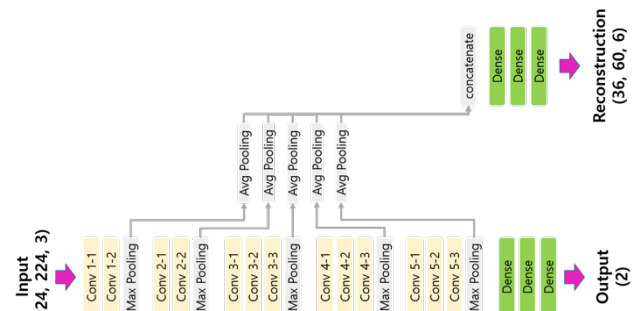 Input
24, 224, 3)
Conv 1-1
Conv 1-2
Max Pooling
Conv 2-1
Conv 2-2
Max Pooling
Conv 3-1
Conv 3-2
Conv 3-3
Max Pooling
Conv 4-1
Conv 4-2
Conv 4-3
Max Pooling
Conv 5-1
Conv 5-2
Conv 5-3
Max Pooling
Dense
Dense
Dense
Output
(2)
Avg Pooling
Avg Pooling
Avg Pooling
Avg Pooling
Avg Pooling
concatenate
Dense
Dense
Dense
Reconstruction
(36, 60, 6)